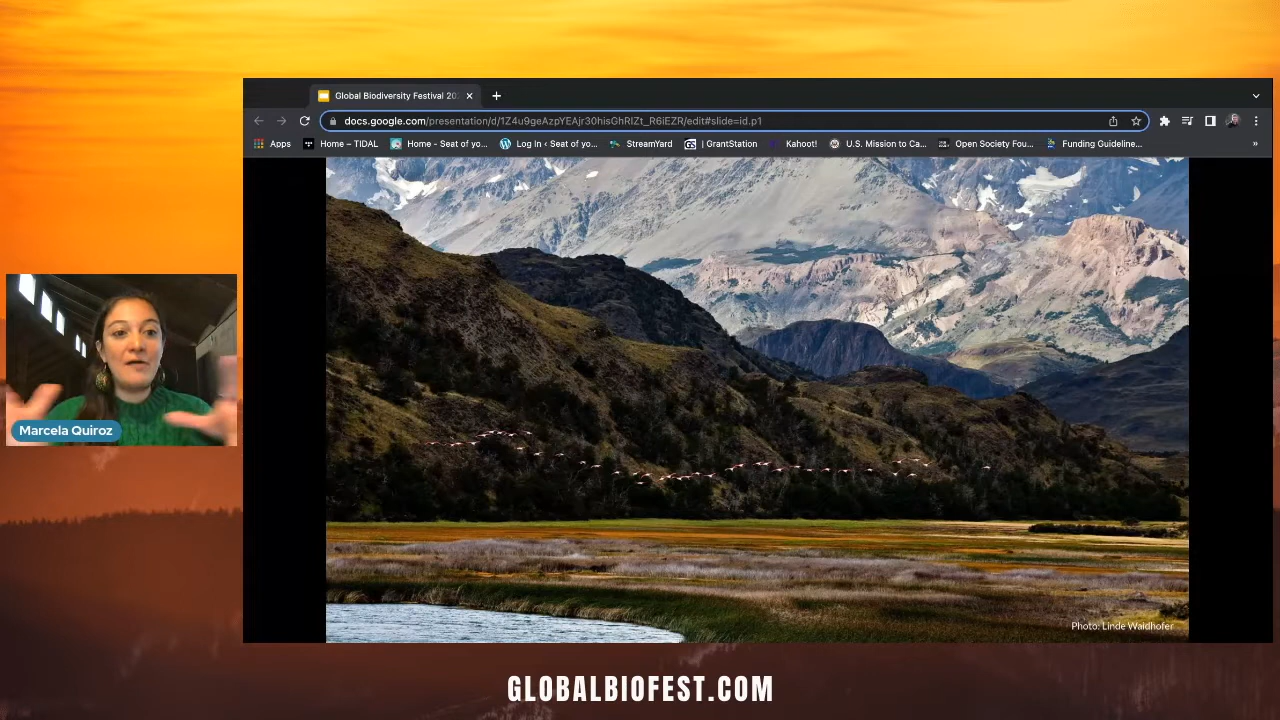 Global Biodiversity Festival 20
docs.google.com/presentation/d/1Z4u9geAzpYEAjr30hisGhRlZt_R6iEZR/edit#slide=id.p1
Apps
Home – TIDAL
Home - Seat of yo...
Log In ‹ Seat of yo...
StreamYard
| GrantStation
Kahoot!
U.S. Mission to Ca...
Open Society Fou...
Funding Guideline...
»
Marcela Quiroz
Photo: Linde Waidhofer
GLOBALBIOFEST.COM